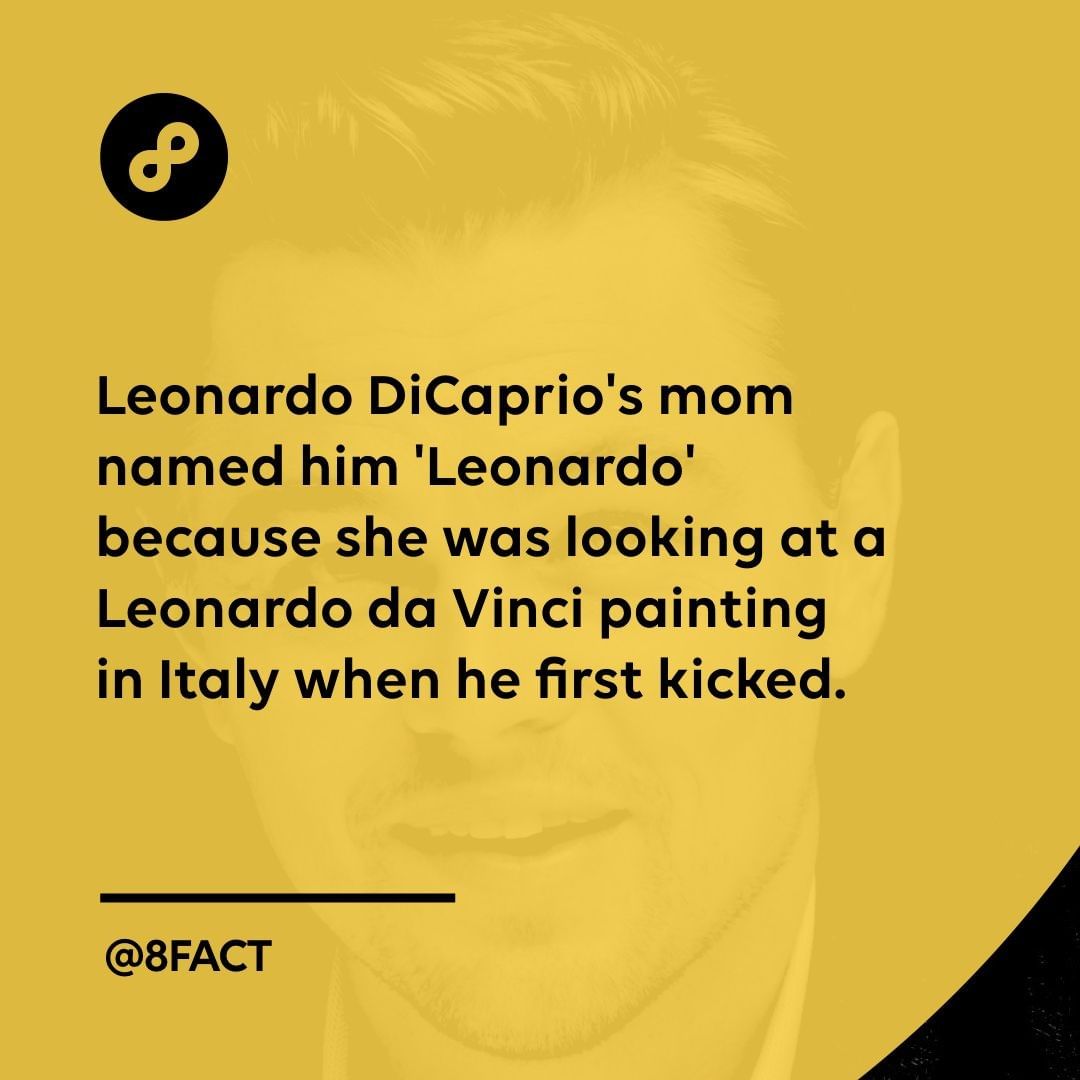 Leonardo DiCaprio's mom
named him 'Leonardo'
because she was looking at a
Leonardo da Vinci painting
in Italy when he first kicked.
@8FACT